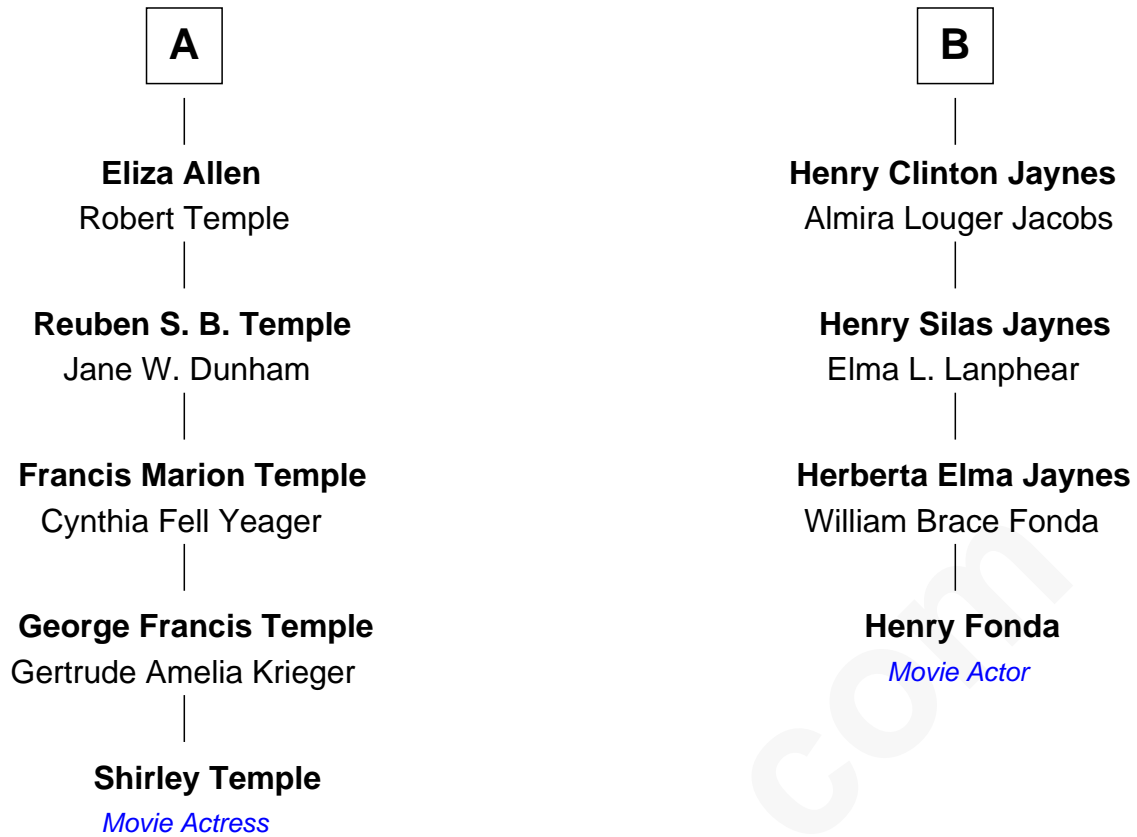 A
Eliza Allen
Robert Temple
Reuben S. B. Temple
Jane W. Dunham
Francis Marion Temple
Cynthia Fell Yeager
George Francis Temple
Gertrude Amelia Krieger
Shirley Temple
Movie Actress
B
Henry Clinton Jaynes
Almira Louger Jacobs
Henry Silas Jaynes
Elma L. Lanphear
Herberta Elma Jaynes
William Brace Fonda
Henry Fonda
Movie Actor
com